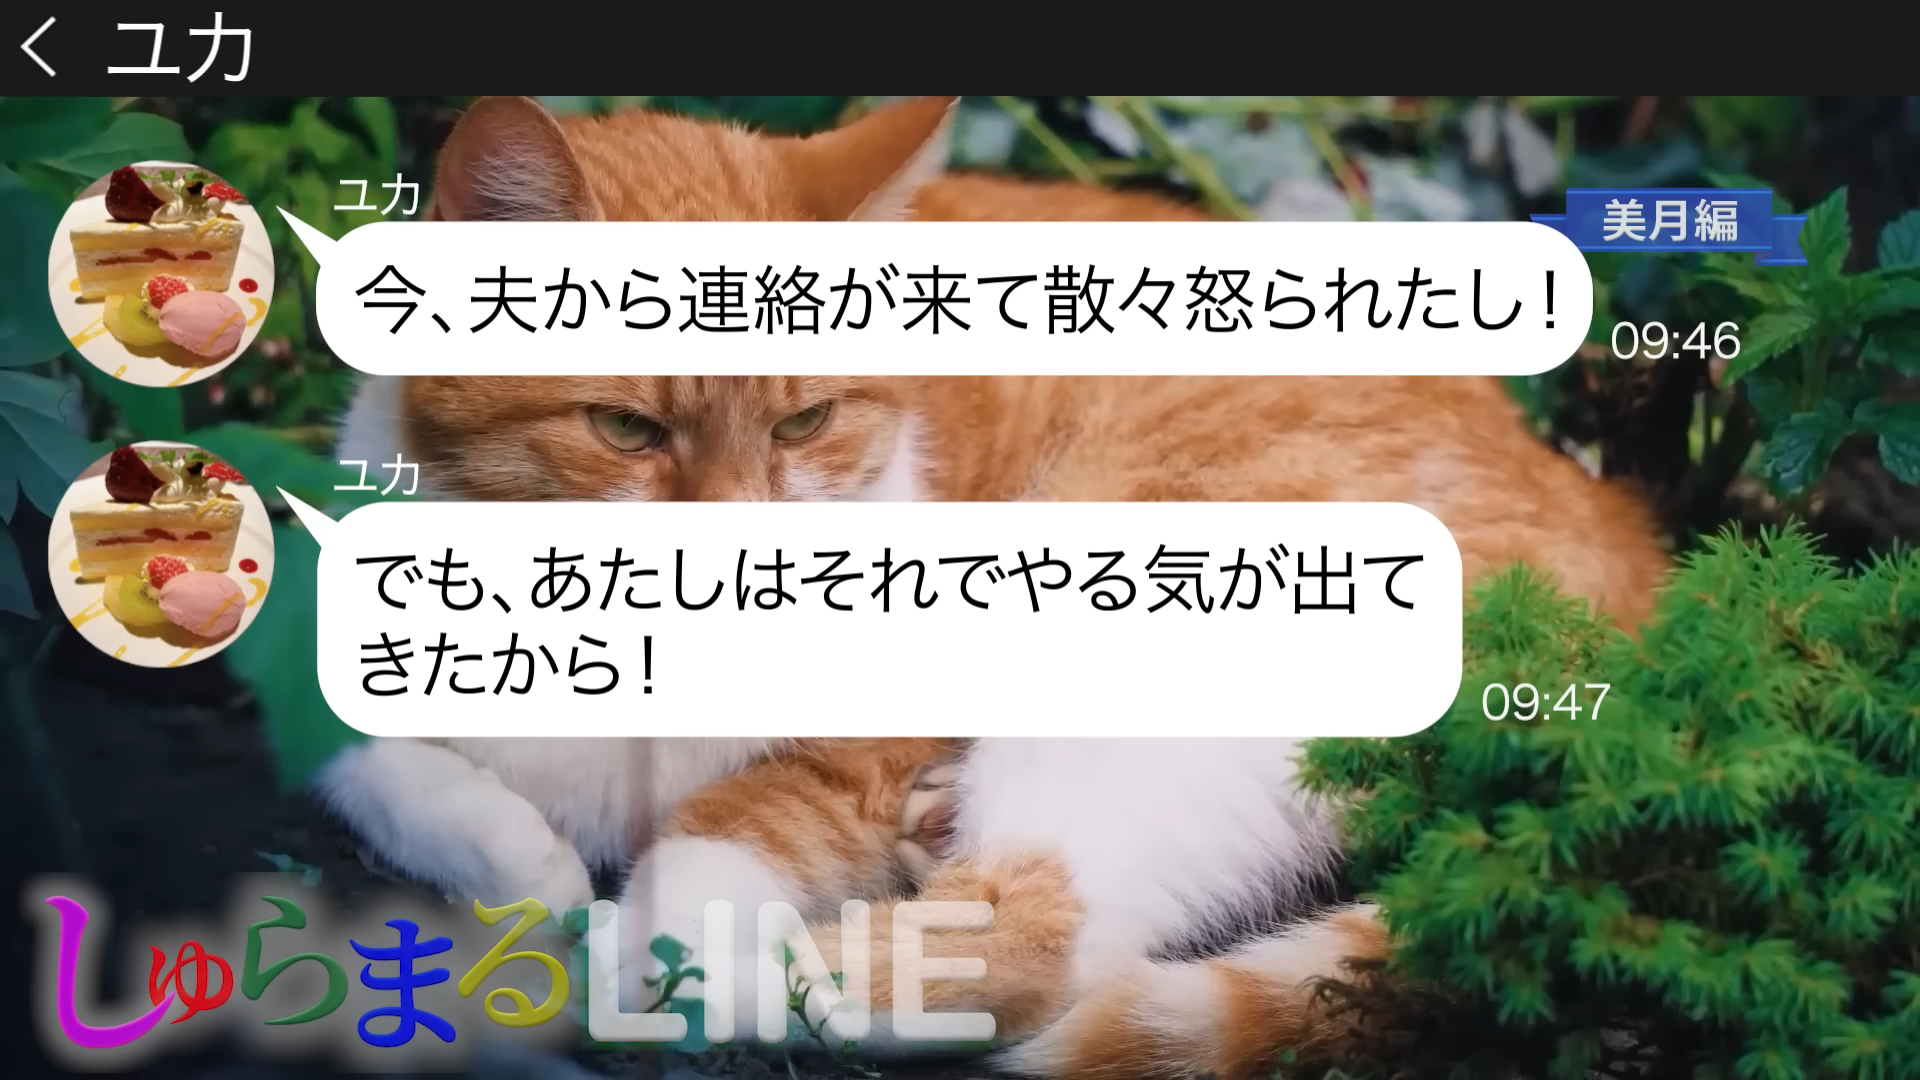 ユカ
ユカ
美月編
今、夫から連絡が来て散々怒られたし!
09:46
ユカ
でも、あたしはそれでやる気が出て
きたから!
09:47
しゅらまるLINE